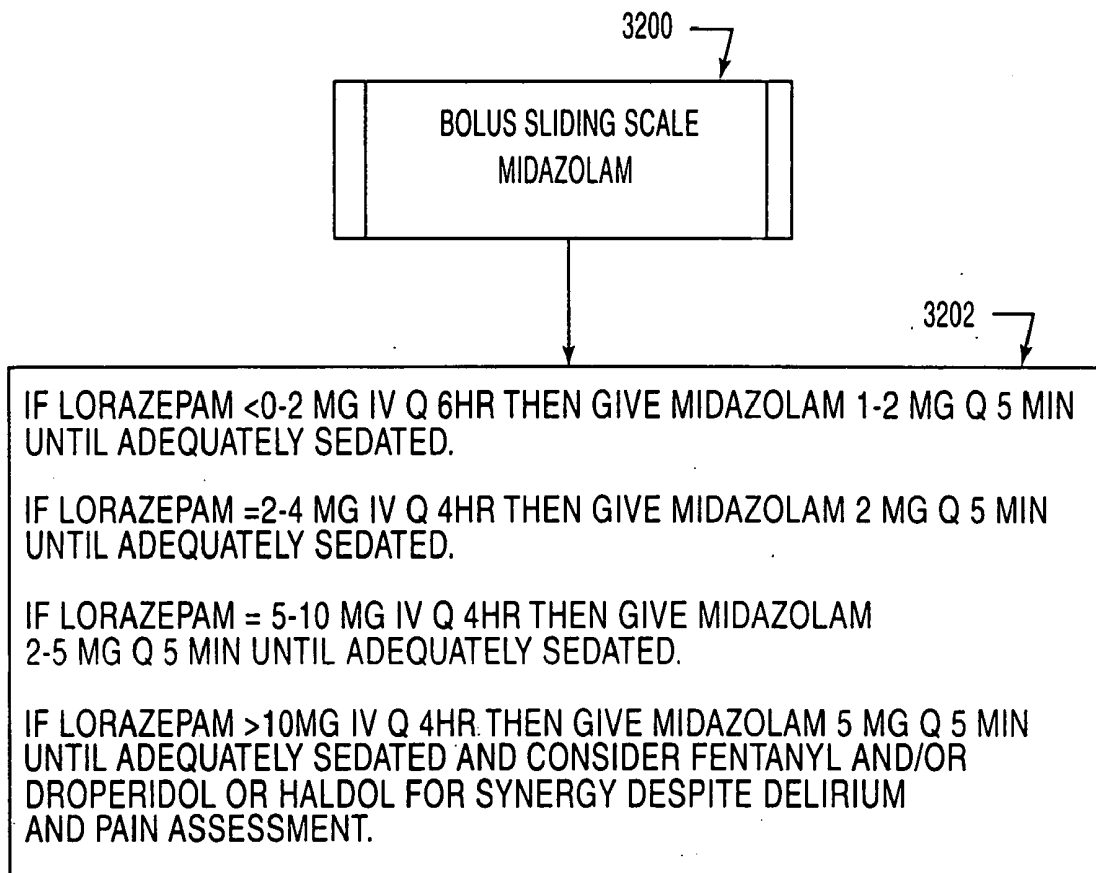 3200
BOLUS SLIDING SCALE
MIDAZOLAM
3202
IF LORAZEPAM <0-2 MG IV Q 6HR THEN GIVE MIDAZOLAM 1-2 MG Q 5 MIN
UNTIL ADEQUATELY SEDATED.
IF LORAZEPAM =2-4 MG IV Q 4HR THEN GIVE MIDAZOLAM 2 MG Q 5 MIN
UNTIL ADEQUATELY SEDATED.
IF LORAZEPAM = 5-10 MG IV Q 4HR THEN GIVE MIDAZOLAM
2-5 MG Q 5 MIN UNTIL ADEQUATELY SEDATED.
IF LORAZEPAM >10MG IV Q 4HR THEN GIVE MIDAZOLAM 5 MG Q 5 MIN
UNTIL ADEQUATELY SEDATED AND CONSIDER FENTANYL AND/OR
DROPERIDOL OR HALDOL FOR SYNERGY DESPITE DELIRIUM
AND PAIN ASSESSMENT.